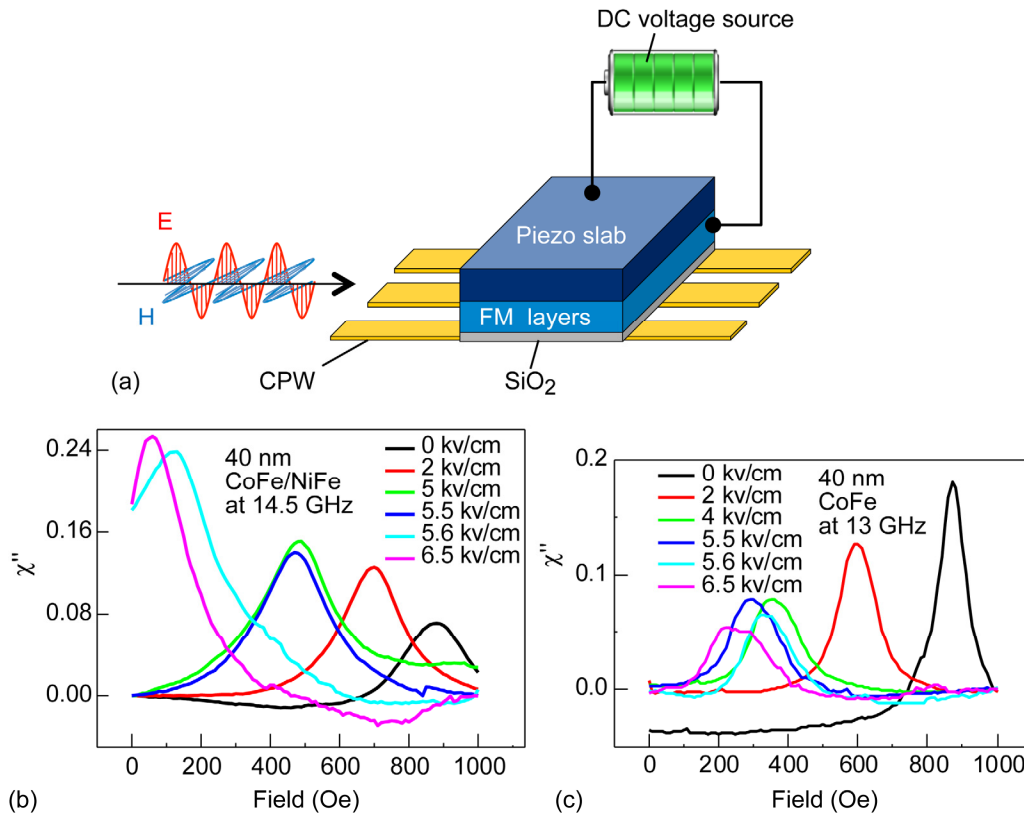 DC voltage source
E
Piezo slab
H
FM layers
CPW
SiO2
(a)
0.24
0.16
0.08
0.00
χ"
40 nm
CoFe/NiFe
at 14.5 GHz
0 kv/cm
2 kv/cm
5 kv/cm
5.5 kv/cm
5.6 kv/cm
6.5 kv/cm
0 200 400 600 800 1000
Field (Oe)
(b)
0.2
0.1
0.0
χ"
0 kv/cm
2 kv/cm
4 kv/cm
5.5 kv/cm
5.6 kv/cm
6.5 kv/cm
40 nm
CoFe
at 13 GHz
0 200 400 600 800 1000
Field (Oe)
(c)